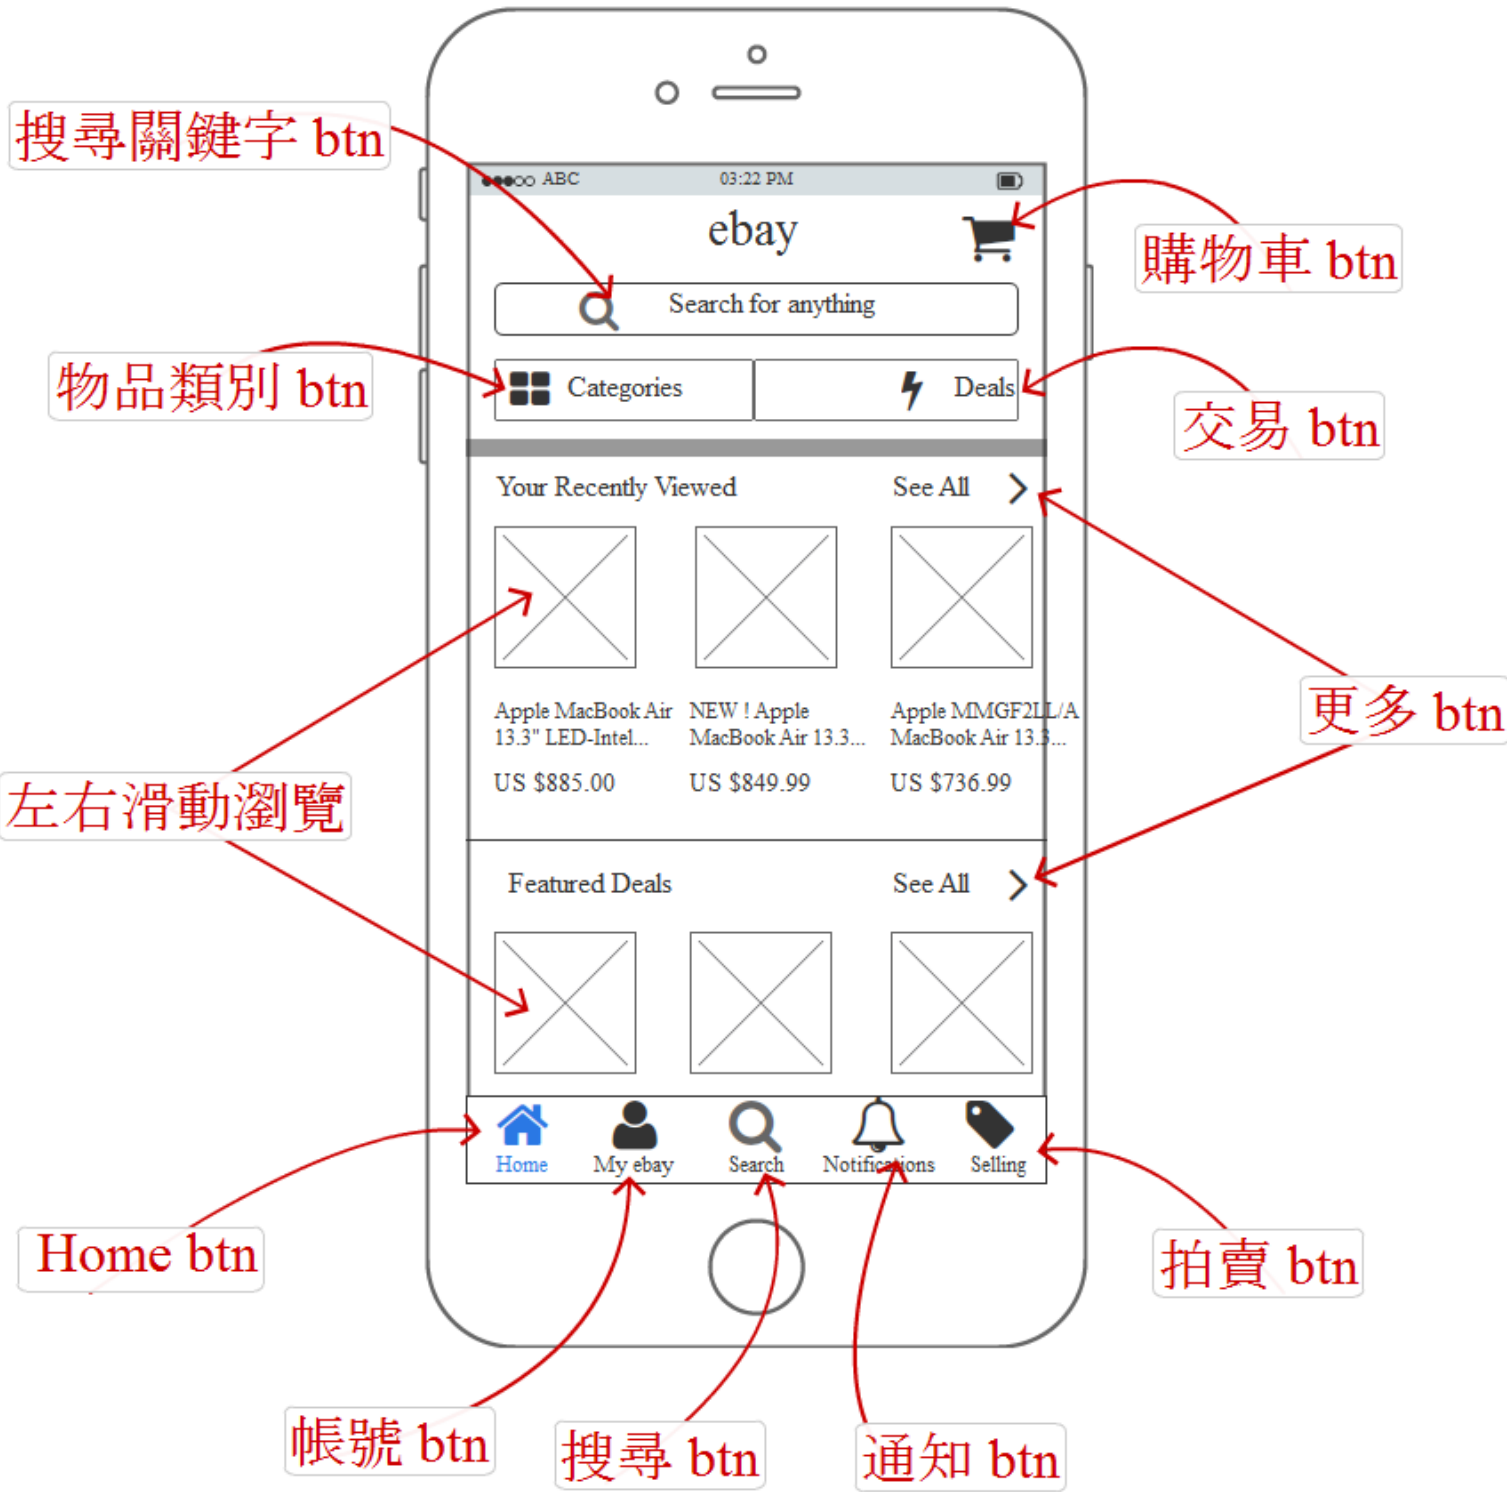 搜尋關鍵字 btn
ABC
03:22 PM
ebay
購物車 btn
Search for anything
物品類別 btn
Categories
Deals
交易 btn
Your Recently Viewed
See All
更多 btn
Apple MacBook Air
13.3" LED-Intel...
US $885.00
NEW ! Apple
MacBook Air 13.3...
US $849.99
Apple MMGF2LL/A
MacBook Air 13.3...
US $736.99
左右滑動瀏覽
Featured Deals
See All
Home
My ebay
Search
Notifications
Selling
Home btn
拍賣 btn
帳號 btn
搜尋 btn
通知 btn